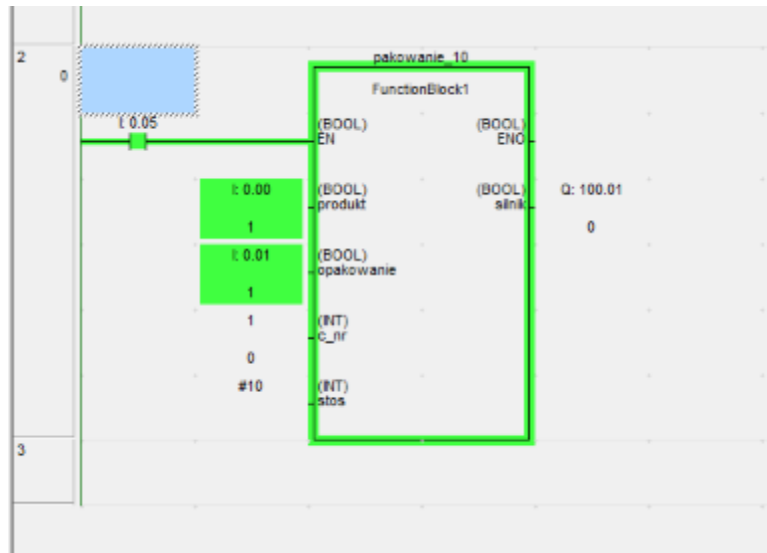 2
0
pakowanie_10
FunctionBlock1
I: 0.05
(BOOL)
EN
(BOOL)
ENO
I: 0.00
1
(BOOL)
produkt
(BOOL)
silnik
Q: 100.01
0
I: 0.01
1
(BOOL)
opakowanie
1
0
(INT)
c_nr
#10
(INT)
stos
3